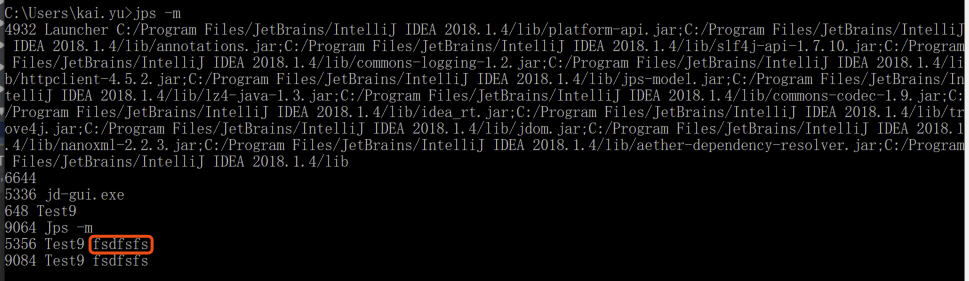 C:\Users\kai.yu>jps -m
4932 Launcher C:/Program Files/JetBrains/IntelliJ IDEA 2018.1.4/lib/platform-api.jar;C:/Program Files/JetBrains/IntelliJ
 IDEA 2018.1.4/lib/annotations.jar;C:/Program Files/JetBrains/IntelliJ IDEA 2018.1.4/lib/slf4j-api-1.7.10.jar;C:/Program
 Files/JetBrains/IntelliJ IDEA 2018.1.4/lib/commons-logging-1.2.jar;C:/Program Files/JetBrains/IntelliJ IDEA 2018.1.4/li
b/httpclient-4.5.2.jar;C:/Program Files/JetBrains/IntelliJ IDEA 2018.1.4/lib/jps-model.jar;C:/Program Files/JetBrains/In
telliJ IDEA 2018.1.4/lib/lz4-java-1.3.jar;C:/Program Files/JetBrains/IntelliJ IDEA 2018.1.4/lib/commons-codec-1.9.jar;C:
/Program Files/JetBrains/IntelliJ IDEA 2018.1.4/lib/idea_rt.jar;C:/Program Files/JetBrains/IntelliJ IDEA 2018.1.4/lib/tr
ove4j.jar;C:/Program Files/JetBrains/IntelliJ IDEA 2018.1.4/lib/jdom.jar;C:/Program Files/JetBrains/IntelliJ IDEA 2018.1
.4/lib/nanoxml-2.2.3.jar;C:/Program Files/JetBrains/IntelliJ IDEA 2018.1.4/lib/aether-dependency-resolver.jar;C:/Program
 Files/JetBrains/IntelliJ IDEA 2018.1.4/lib
6644
5336 jd-gui.exe
648 Test9
9064 Jps -m
5356 Test9 fsdfsfs
9084 Test9 fsdfsfs